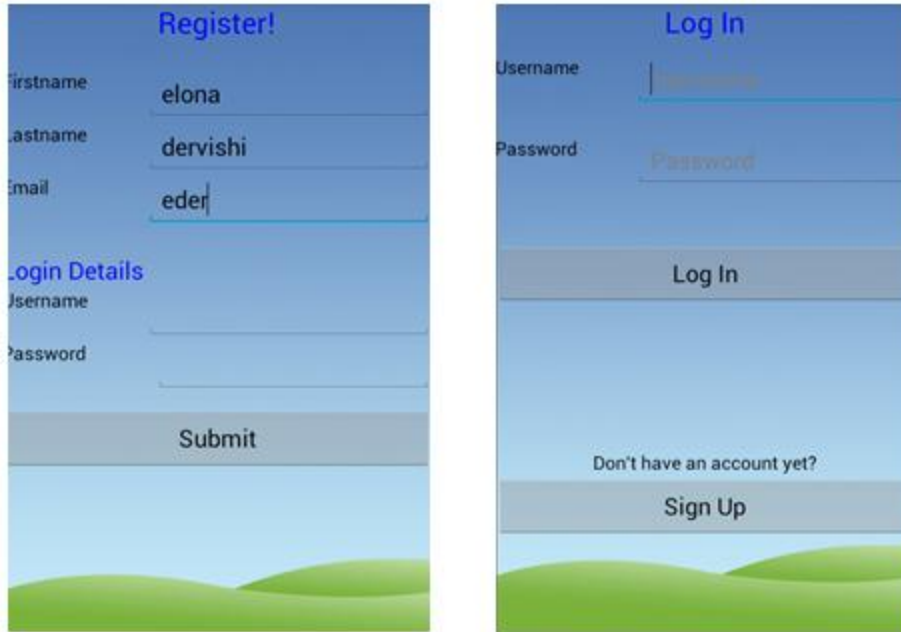 Register!
Firstname
elona
Lastname
dervishi
Email
eder
Login Details
Username
Password
Submit
Log In
Username
Password
Password
Log In
Don't have an account yet?
Sign Up